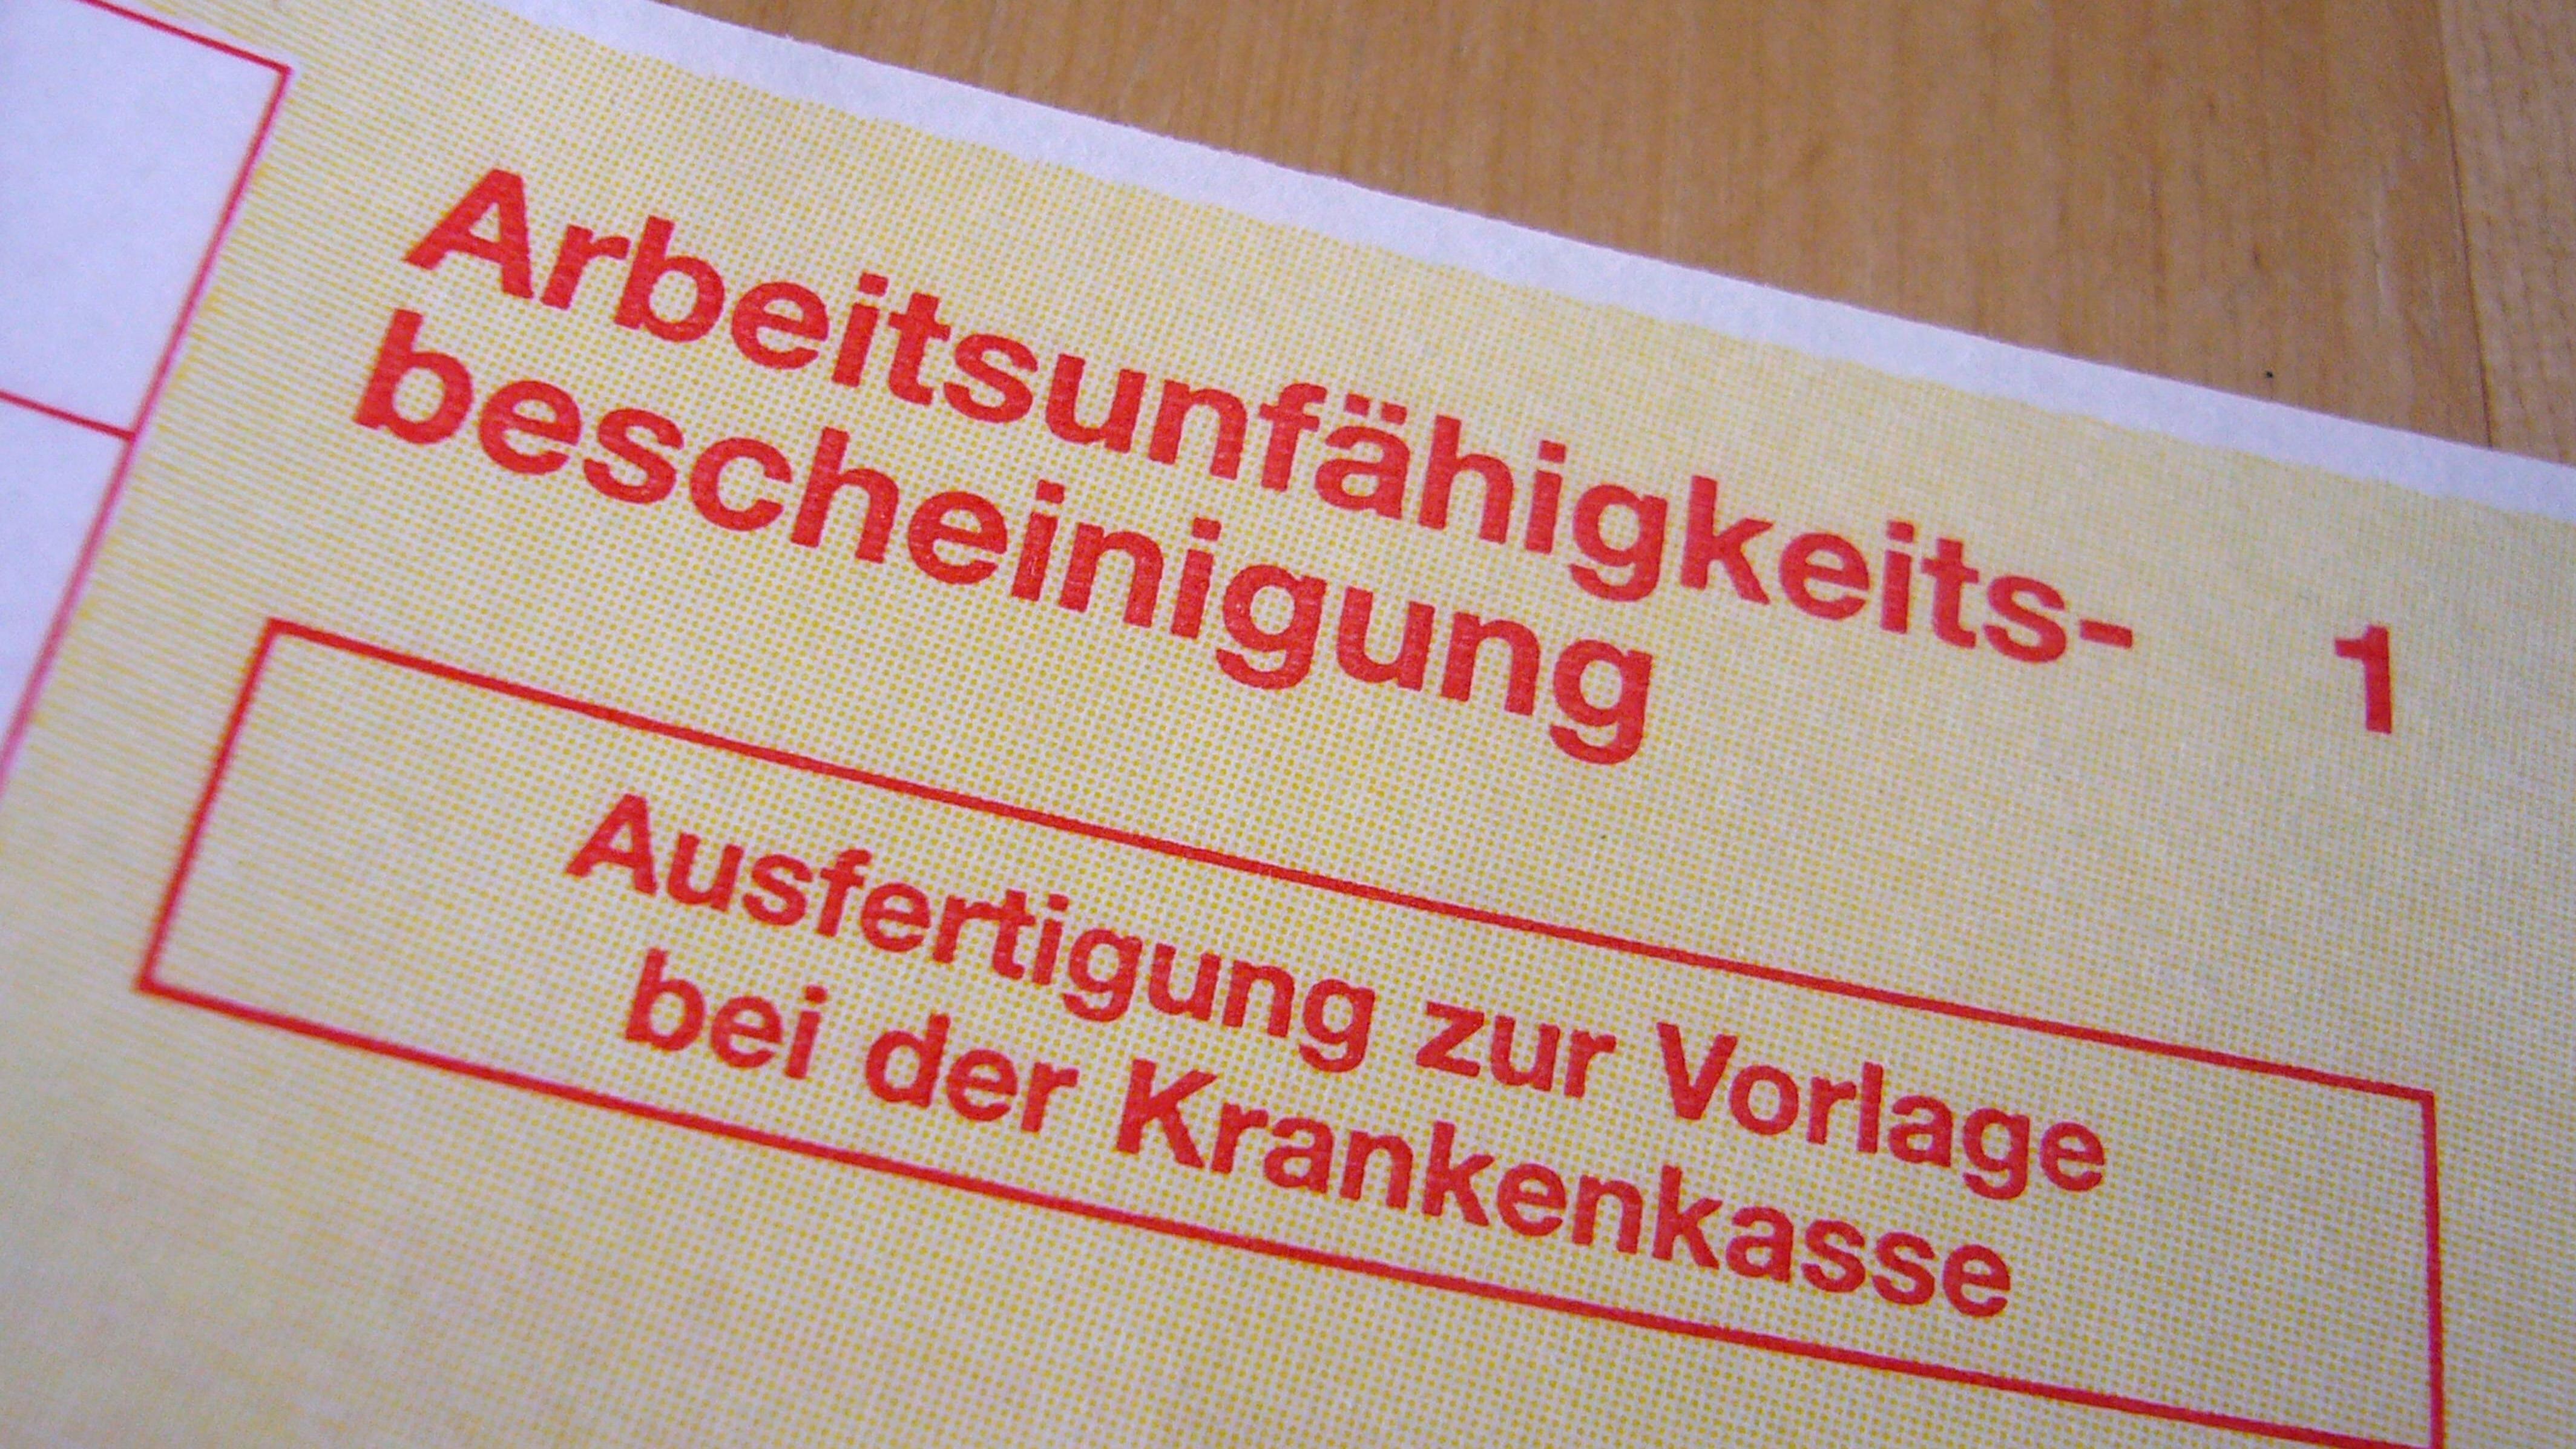 Arbeitsunfähigkeits- 1
bescheinigung
Ausfertigung zur Vorlage
bei der Krankenkasse